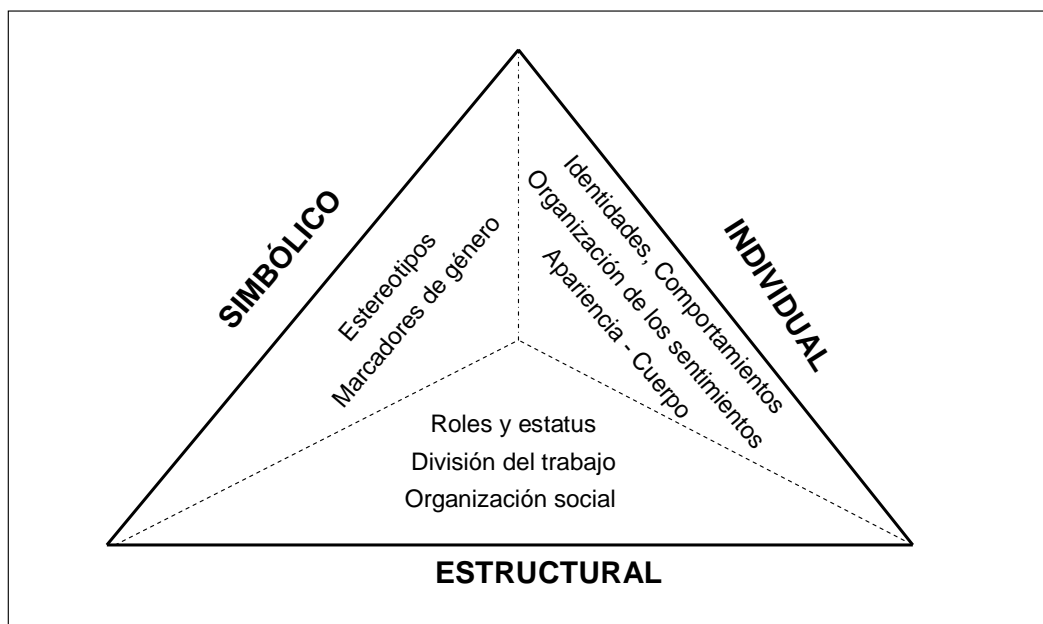 SIMBÓLICO
Estereotipos
Marcadores de género
INDIVIDUAL
Identidades, Comportamientos
Organización de los sentimientos
Apariencia - Cuerpo
Roles y estatus
División del trabajo
Organización social
ESTRUCTURAL